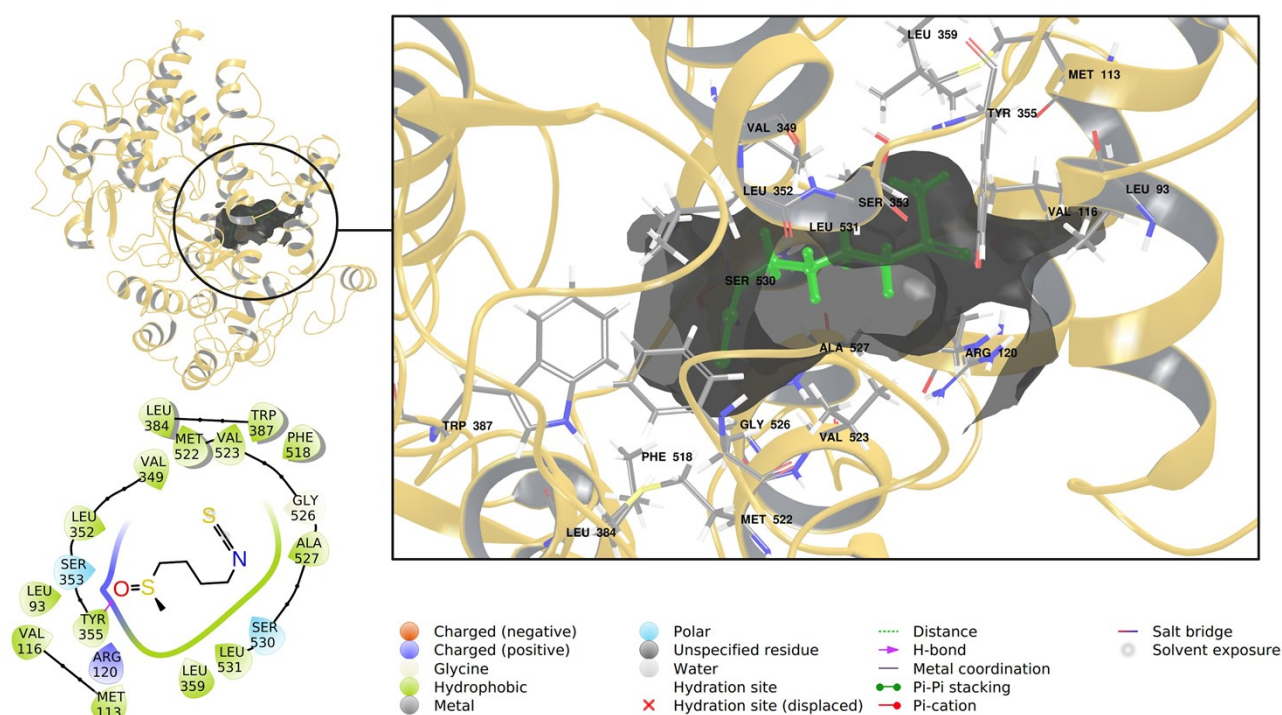 LEU 359
MET 113
TYR 355
VAL 349
LEU 352
SER 353
LEU 93
VAL 116
LEU 531
SER 530
ALA 527
ARG 120
TRP 387
GLY 526
VAL 523
PHE 518
MET 522
LEU 384
LEU
384
TRP
387
MET
522
VAL
523
PHE
518
VAL
349
GLY
526
LEU
352
S
ALA
527
SER
353
N
LEU
93
O
S
TYR
355
SER
530
VAL
116
ARG
120
LEU
531
LEU
359
MET
113
Charged (negative)
Charged (positive)
Glycine
Hydrophobic
Metal
Polar
Unspecified residue
Water
Hydration site
Hydration site (displaced)
Distance
H-bond
Metal coordination
Pi-Pi stacking
Pi-cation
Salt bridge
Solvent exposure